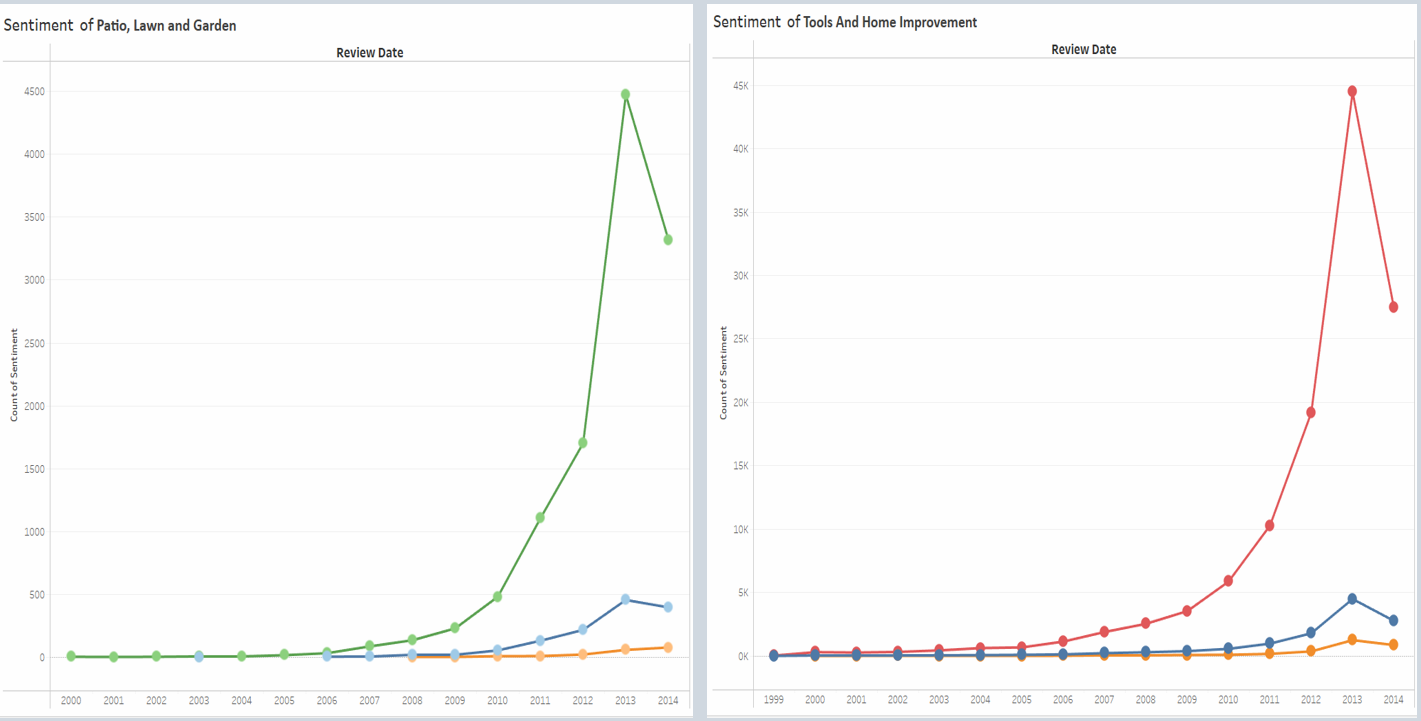 Sentiment of Patio, Lawn and Garden
Review Date
4500
4000
3500
3000
2500
2000
1500
1000
500
0
Count of Sentiment
2000 2001 2002 2003 2004 2005 2006 2007 2008 2009 2010 2011 2012 2013 2014
Sentiment of Tools And Home Improvement
Review Date
45K
40K
35K
30K
25K
20K
15K
10K
5K
0K
Count of Sentiment
1999 2000 2001 2002 2003 2004 2005 2006 2007 2008 2009 2010 2011 2012 2013 2014